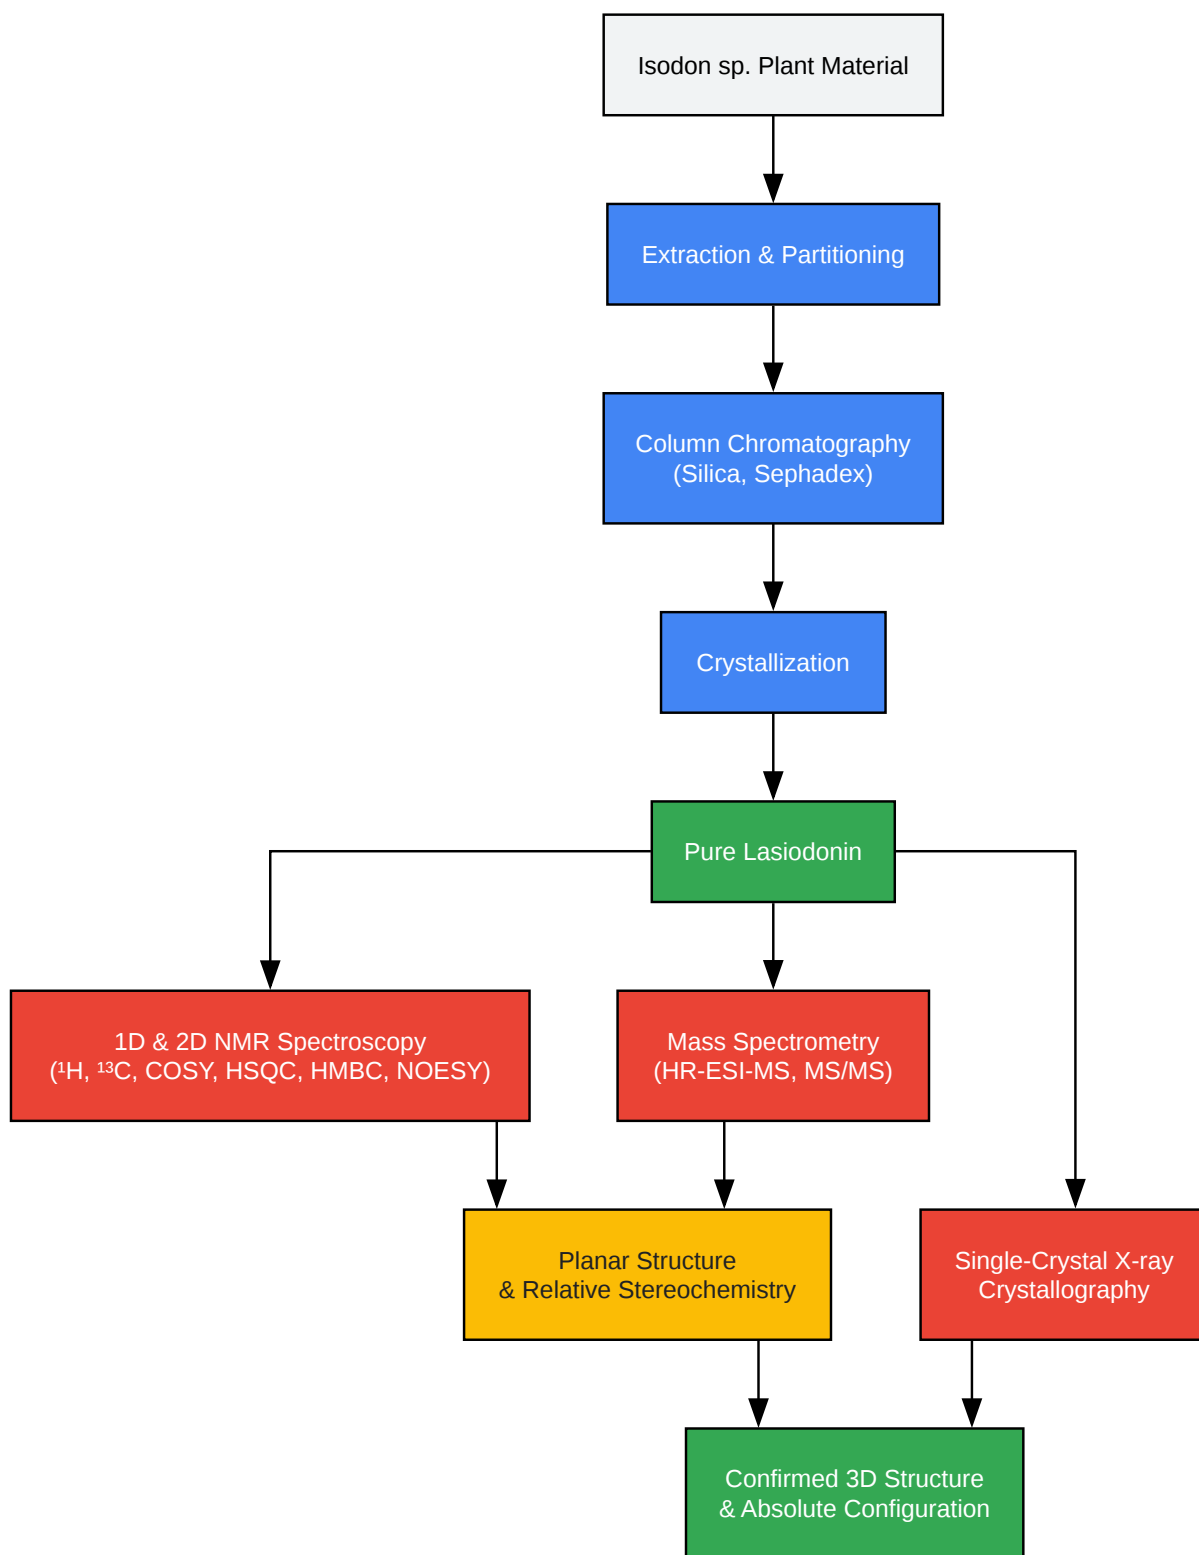 Isodon sp. Plant Material
Extraction & Partitioning
Column Chromatography
(Silica, Sephadex)
Crystallization
Pure Lasiodonin
1D & 2D NMR Spectroscopy
(¹H, ¹³C, COSY, HSQC, HMBC, NOESY)
Mass Spectrometry
(HR-ESI-MS, MS/MS)
Planar Structure
& Relative Stereochemistry
Single-Crystal X-ray
Crystallography
Confirmed 3D Structure
& Absolute Configuration